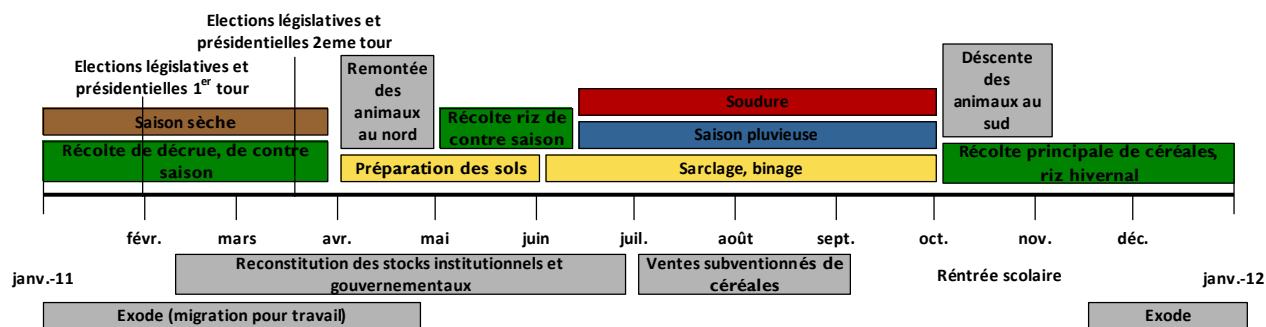 Elections législatives et
présidentielles 2eme tour
Elections législatives et
présidentielles 1er tour
Remontée
des
animaux
au nord
Déscente
des
animaux au
sud
Saison sèche
Récolte riz de
contre saison
Soudure
Saison pluvieuse
Récolte de décrue, de contre
saison
Préparation des sols
Sarclage, binage
Récolte principale de céréales,
riz hivernal
févr.
mars
avr.
mai
juin
juil.
août
sept.
oct.
nov.
déc.
janv.-11
Reconstitution des stocks institutionnels et
gouvernementaux
Ventes subventionnés de
céréales
Réntrée scolaire
janv.-12
Exode (migration pour travail)
Exode